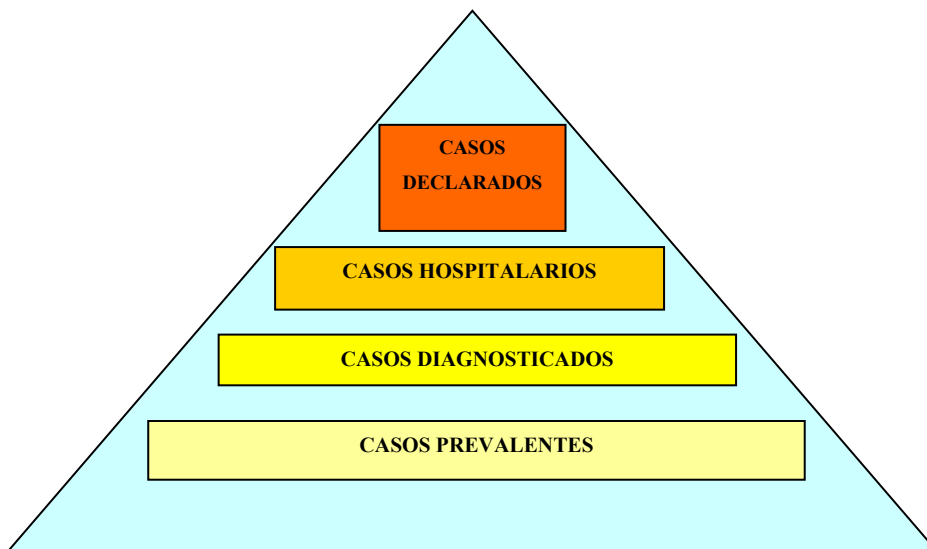 CASOS
DECLARADOS
CASOS HOSPITALARIOS
CASOS DIAGNOSTICADOS
CASOS PREVALENTES